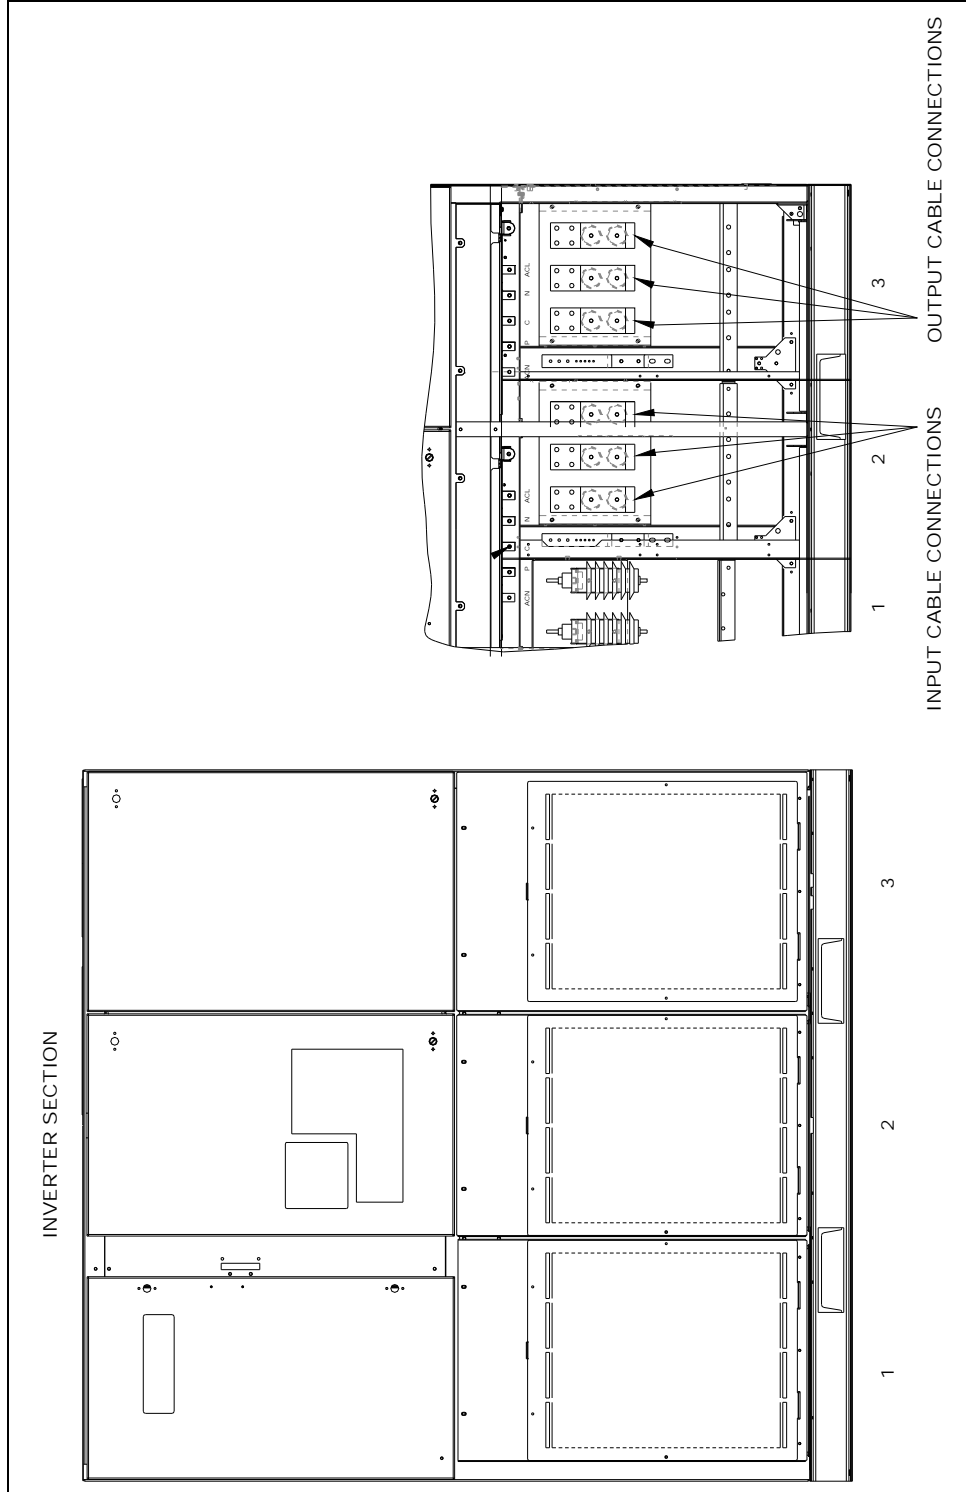 INVERTER SECTION
ACN P C N ACL ACN P C N ACL
1 2 3
1 2 3
INPUT CABLE CONNECTIONS
OUTPUT CABLE CONNECTIONS